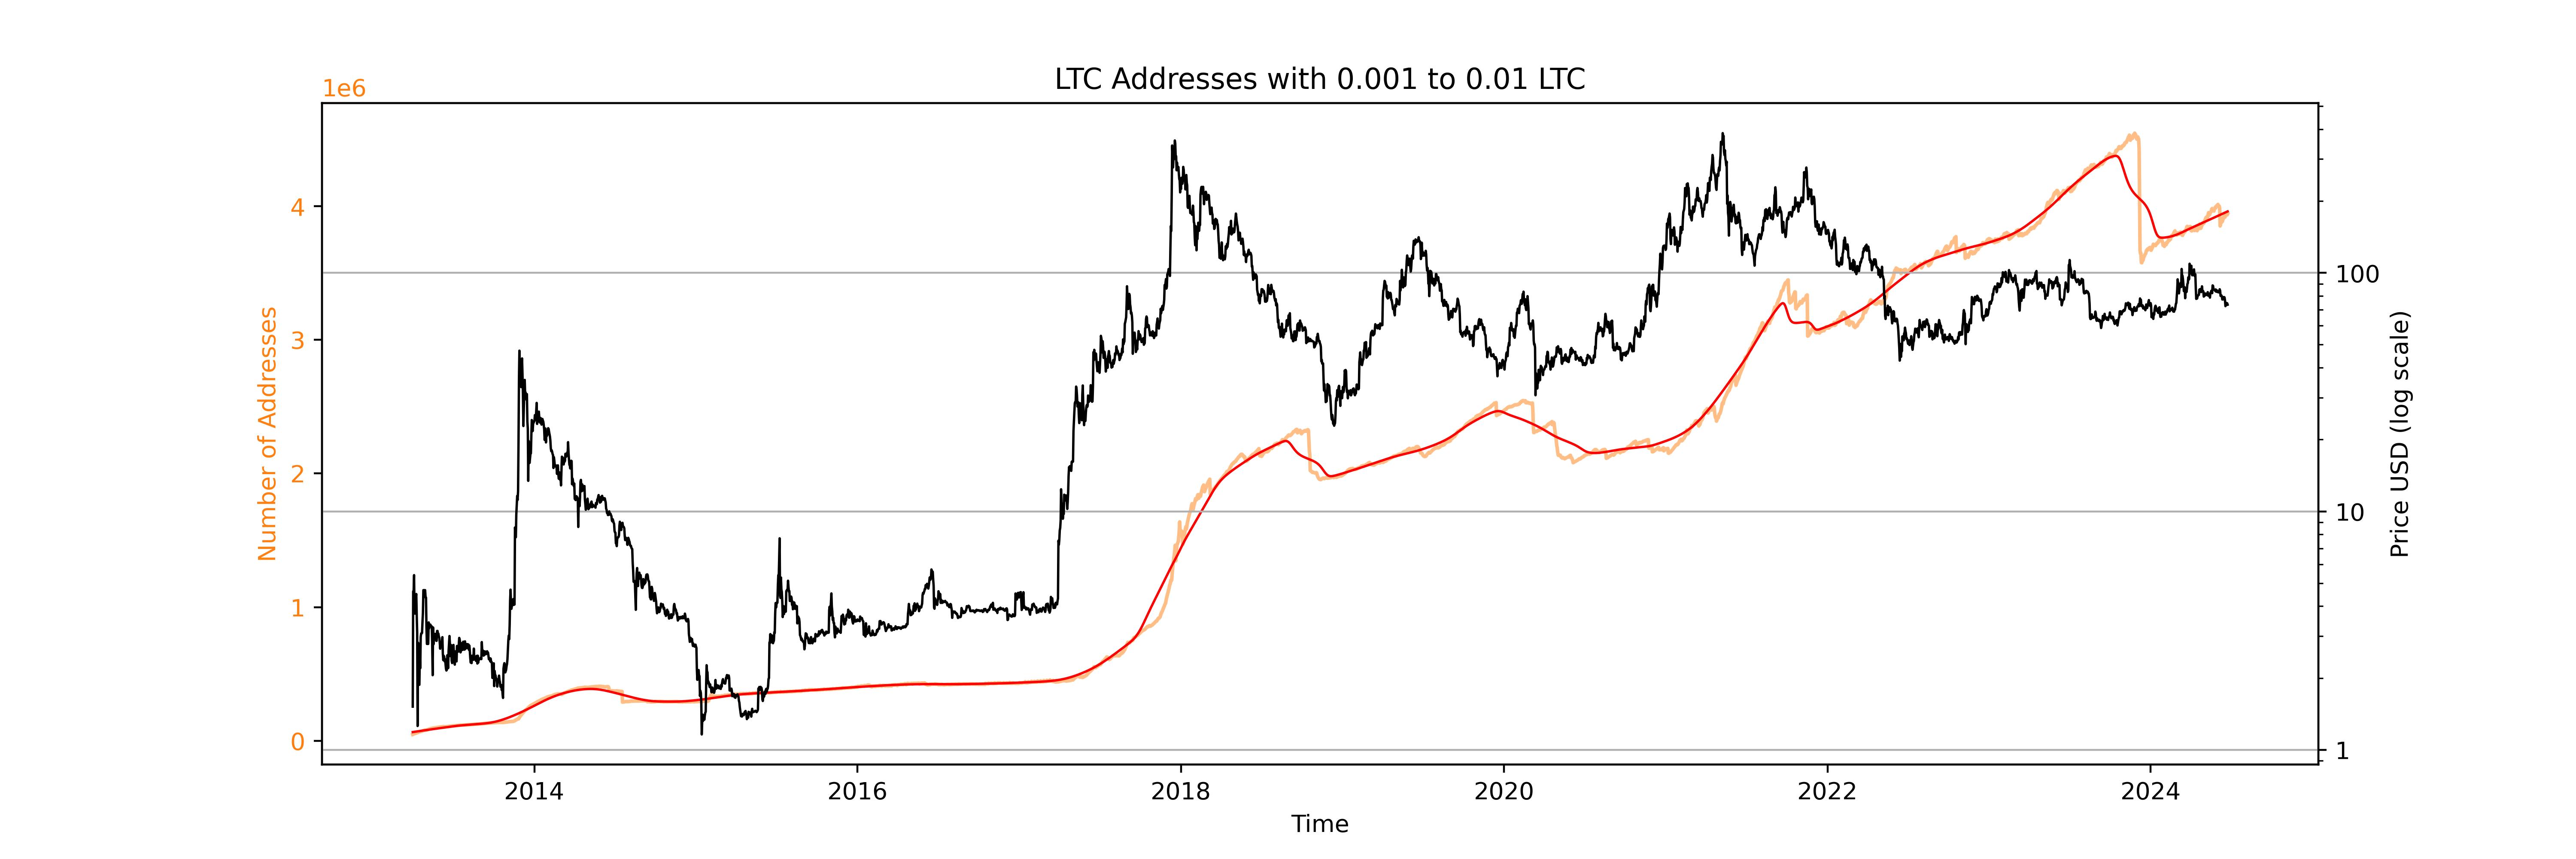 LTC Addresses with 0.001 to 0.01 LTC
1e6
4
3
2
1
0
Number of Addresses
100
10
1
Price USD (log scale)
2014
2016
2018
2020
2022
2024
Time